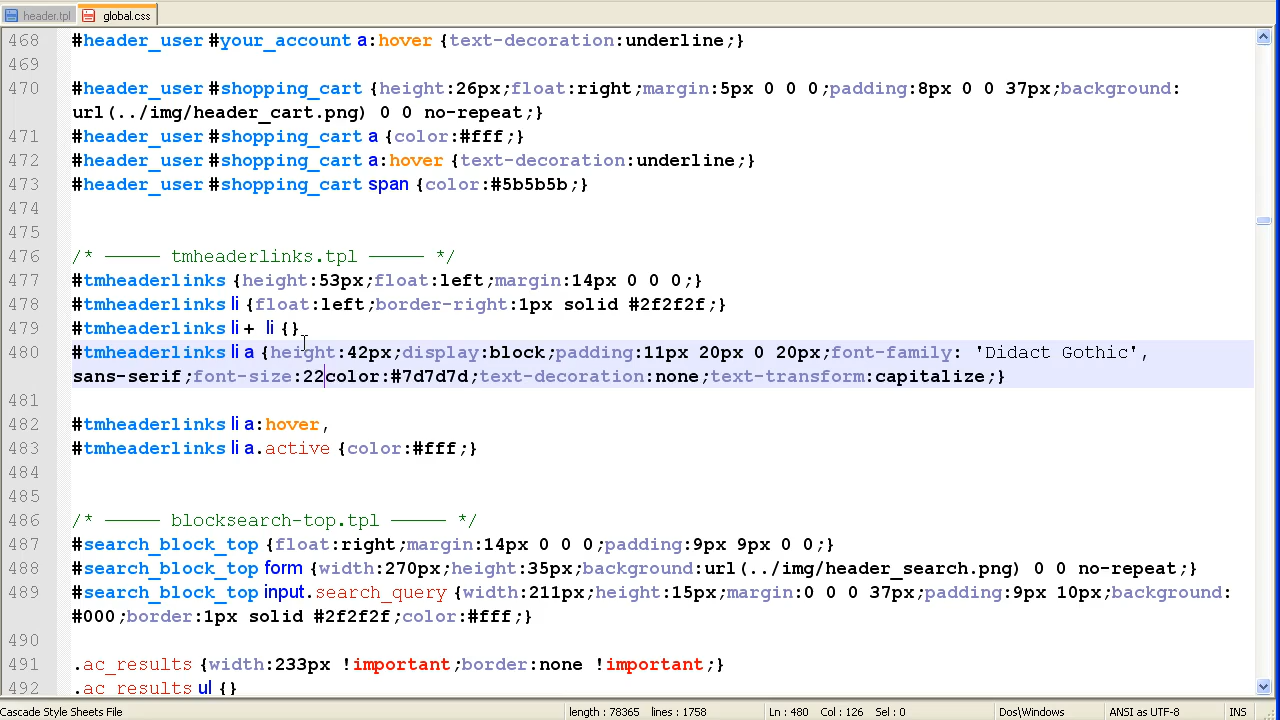 header.tpl global.css
468 #header_user #your_account a:hover {text-decoration:underline;}
469
470 #header_user #shopping_cart {height:26px;float:right;margin:5px 0 0 0;padding:8px 0 0 37px;background:
url(../img/header_cart.png) 0 0 no-repeat;}
471 #header_user #shopping_cart a {color:#fff;}
472 #header_user #shopping_cart a:hover {text-decoration:underline;}
473 #header_user #shopping_cart span {color:#5b5b5b;}
474
475
476 /* ––––– tmheaderlinks.tpl ––––– */
477 #tmheaderlinks {height:53px;float:left;margin:14px 0 0 0;}
478 #tmheaderlinks li {float:left;border-right:1px solid #2f2f2f;}
479 #tmheaderlinks li + li {}
480 #tmheaderlinks li a {height:42px;display:block;padding:11px 20px 0 20px;font-family: 'Didact Gothic',
sans-serif;font-size:22color:#7d7d7d;text-decoration:none;text-transform:capitalize;}
481
482 #tmheaderlinks li a:hover,
483 #tmheaderlinks li a.active {color:#fff;}
484
485
486 /* ––––– blocksearch-top.tpl ––––– */
487 #search_block_top {float:right;margin:14px 0 0 0;padding:9px 9px 0 0;}
488 #search_block_top form {width:270px;height:35px;background:url(../img/header_search.png) 0 0 no-repeat;}
489 #search_block_top input.search_query {width:211px;height:15px;margin:0 0 0 37px;padding:9px 10px;background:
#000;border:1px solid #2f2f2f;color:#fff;}
490
491 .ac_results {width:233px !important;border:none !important;}
492 .ac_results ul {}
Cascade Style Sheets File length : 78365 lines : 1758 Ln : 480 Col : 126 Sel : 0 Dos\Windows ANSI as UTF-8 INS